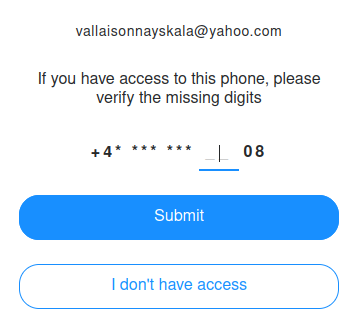 vallaisonnayskala@yahoo.com
If you have access to this phone, please
verify the missing digits
+4* *** *** _ _ 08
Submit
I don't have access